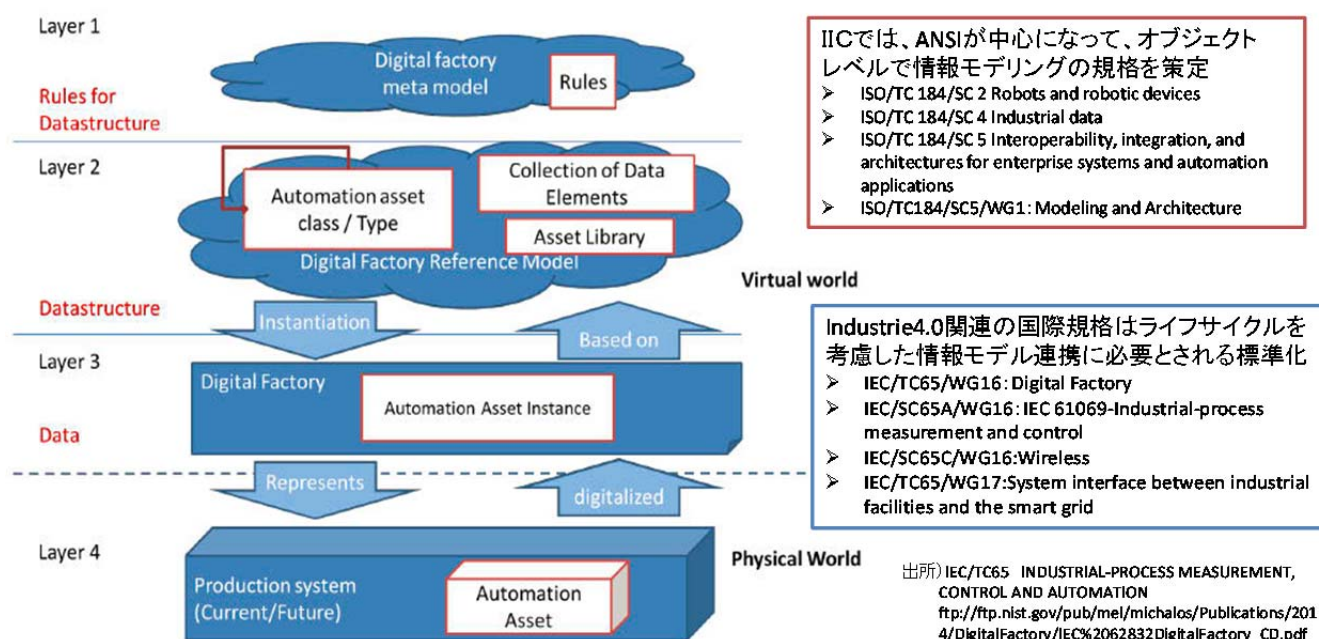 Layer 1
Digital factory
meta model
Rules
Rules for
Datastructure
Layer 2
Automation asset
class / Type
Collection of Data
Elements
Asset Library
Digital Factory Reference Model
Virtual world
Datastructure
Instantiation
Based on
Layer 3
Digital Factory
Automation Asset Instance
Data
Represents
digitalized
Layer 4
Physical World
Production system
(Current/Future)
Automation
Asset
IICでは、ANSIが中心になって、オブジェクト
レベルで情報モデリングの規格を策定
➤ ISO/TC 184/SC 2 Robots and robotic devices
➤ ISO/TC 184/SC 4 Industrial data
➤ ISO/TC 184/SC 5 Interoperability, integration, and
architectures for enterprise systems and automation
applications
➤ ISO/TC184/SC5/WG1: Modeling and Architecture
Industrie4.0関連の国際規格はライフサイクルを
考慮した情報モデル連携に必要とされる標準化
➤ IEC/TC65/WG16: Digital Factory
➤ IEC/SC65A/WG16: IEC 61069-Industrial-process
measurement and control
➤ IEC/SC65C/WG16:Wireless
➤ IEC/TC65/WG17:System interface between industrial
facilities and the smart grid
出所）IEC/TC65 INDUSTRIAL-PROCESS MEASUREMENT,
CONTROL AND AUTOMATION
ftp://ftp.nist.gov/pub/mel/michalos/Publications/201
4/DigitalFactory/IEC%2062832DigitalFactory_CD.pdf